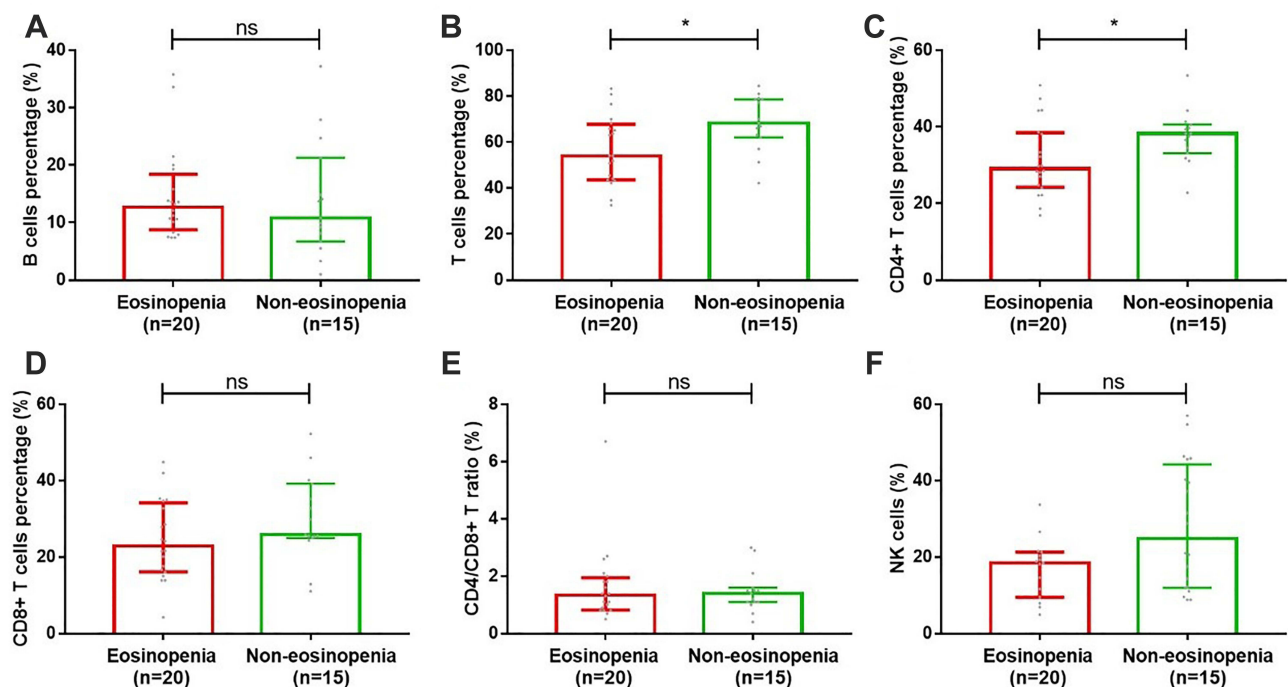 A
ns
B cells percentage (%)
40
30
20
10
0
Eosinopenia
(n=20)
Non-eosinopenia
(n=15)
B
*
T cells percentage (%)
100
80
60
40
20
0
Eosinopenia
(n=20)
Non-eosinopenia
(n=15)
C
*
CD4+ T cells percentage (%)
60
40
20
0
Eosinopenia
(n=20)
Non-eosinopenia
(n=15)
D
ns
CD8+ T cells percentage (%)
60
40
20
0
Eosinopenia
(n=20)
Non-eosinopenia
(n=15)
E
ns
CD4/CD8+ T ratio (%)
8
6
4
2
0
Eosinopenia
(n=20)
Non-eosinopenia
(n=15)
F
ns
NK cells (%)
60
40
20
0
Eosinopenia
(n=20)
Non-eosinopenia
(n=15)